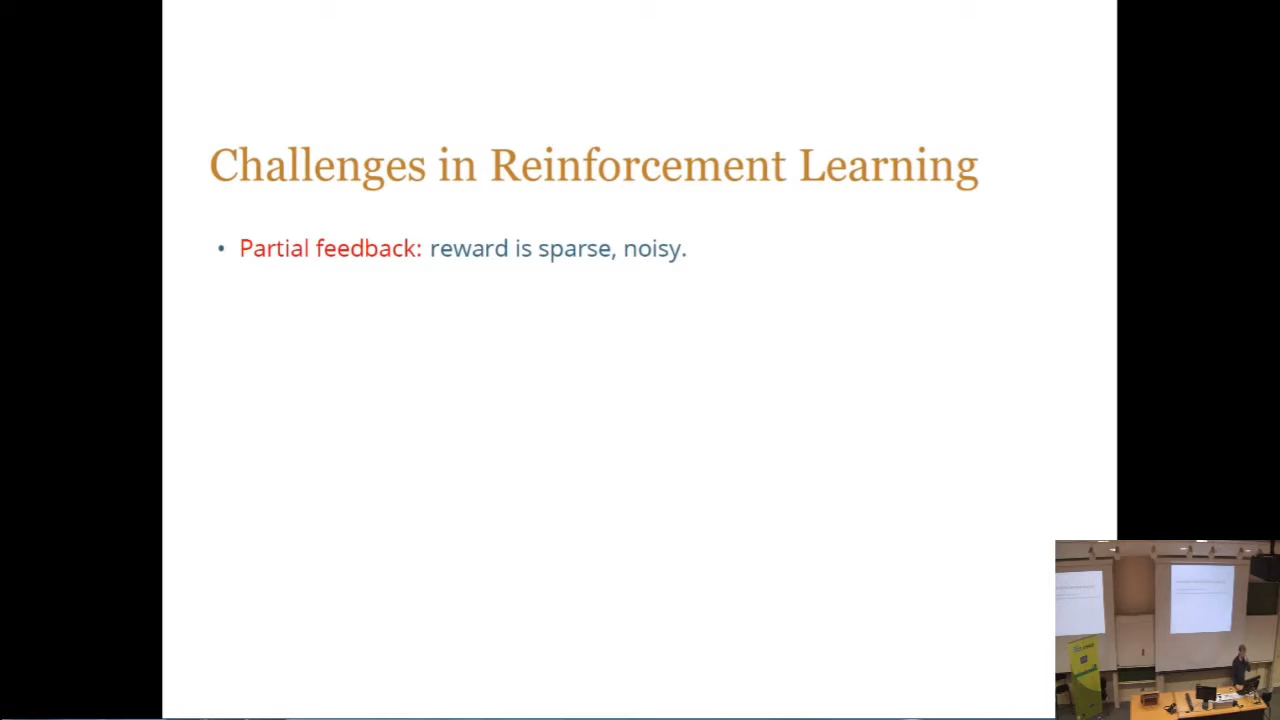 Challenges in Reinforcement Learning
• Partial feedback: reward is sparse, noisy.